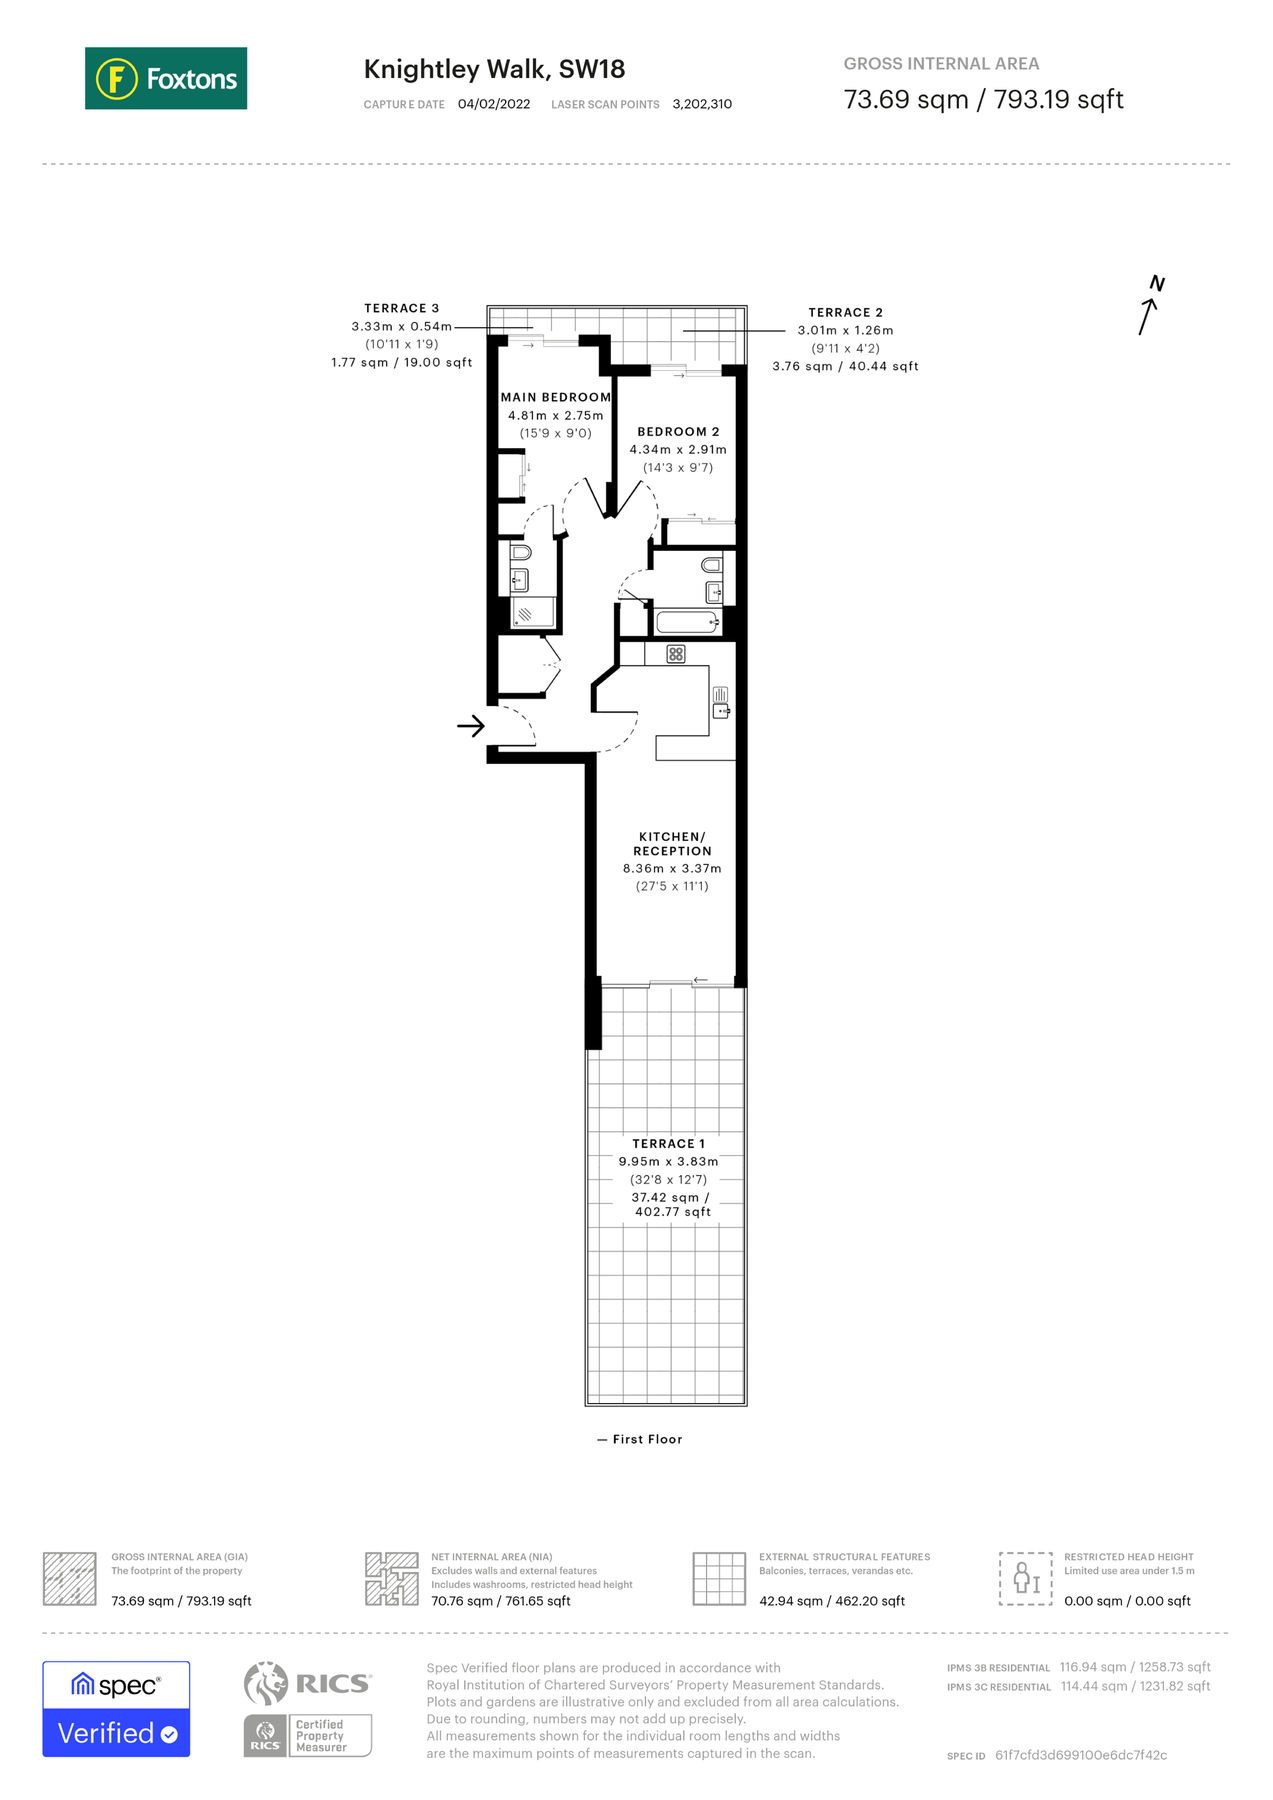 Foxtons
Knightley Walk, SW18
CAPTURE DATE 04/02/2022 LASER SCAN POINTS 3,202,310
GROSS INTERNAL AREA
73.69 sqm / 793.19 sqft
N
TERRACE 3
3.33m x 0.54m
(10'11 x 1'9)
1.77 sqm / 19.00 sqft
TERRACE 2
3.01m x 1.26m
(9'11 x 4'2)
3.76 sqm / 40.44 sqft
MAIN BEDROOM
4.81m x 2.75m
(15'9 x 9'0)
BEDROOM 2
4.34m x 2.91m
(14'3 x 9'7)
KITCHEN/
RECEPTION
8.36m x 3.37m
(27'5 x 11'1)
TERRACE 1
9.95m x 3.83m
(32'8 x 12'7)
37.42 sqm /
402.77 sqft
— First Floor
GROSS INTERNAL AREA (GIA)
The footprint of the property
73.69 sqm / 793.19 sqft
NET INTERNAL AREA (NIA)
Excludes walls and external features
Includes washrooms, restricted head height
70.76 sqm / 761.65 sqft
EXTERNAL STRUCTURAL FEATURES
Balconies, terraces, verandas etc.
42.94 sqm / 462.20 sqft
RESTRICTED HEAD HEIGHT
Limited use area under 1.5 m
0.00 sqm / 0.00 sqft
spec®
Verified
RICS®
RICS
Certified
Property
Measurer
Spec Verified floor plans are produced in accordance with
Royal Institution of Chartered Surveyors' Property Measurement Standards.
Plots and gardens are illustrative only and excluded from all area calculations.
Due to rounding, numbers may not add up precisely.
All measurements shown for the individual room lengths and widths
are the maximum points of measurements captured in the scan.
IPMS 3B RESIDENTIAL 116.94 sqm / 1258.73 sqft
IPMS 3C RESIDENTIAL 114.44 sqm / 1231.82 sqft
SPEC ID 61f7cfd3d699100e6dc7f42c